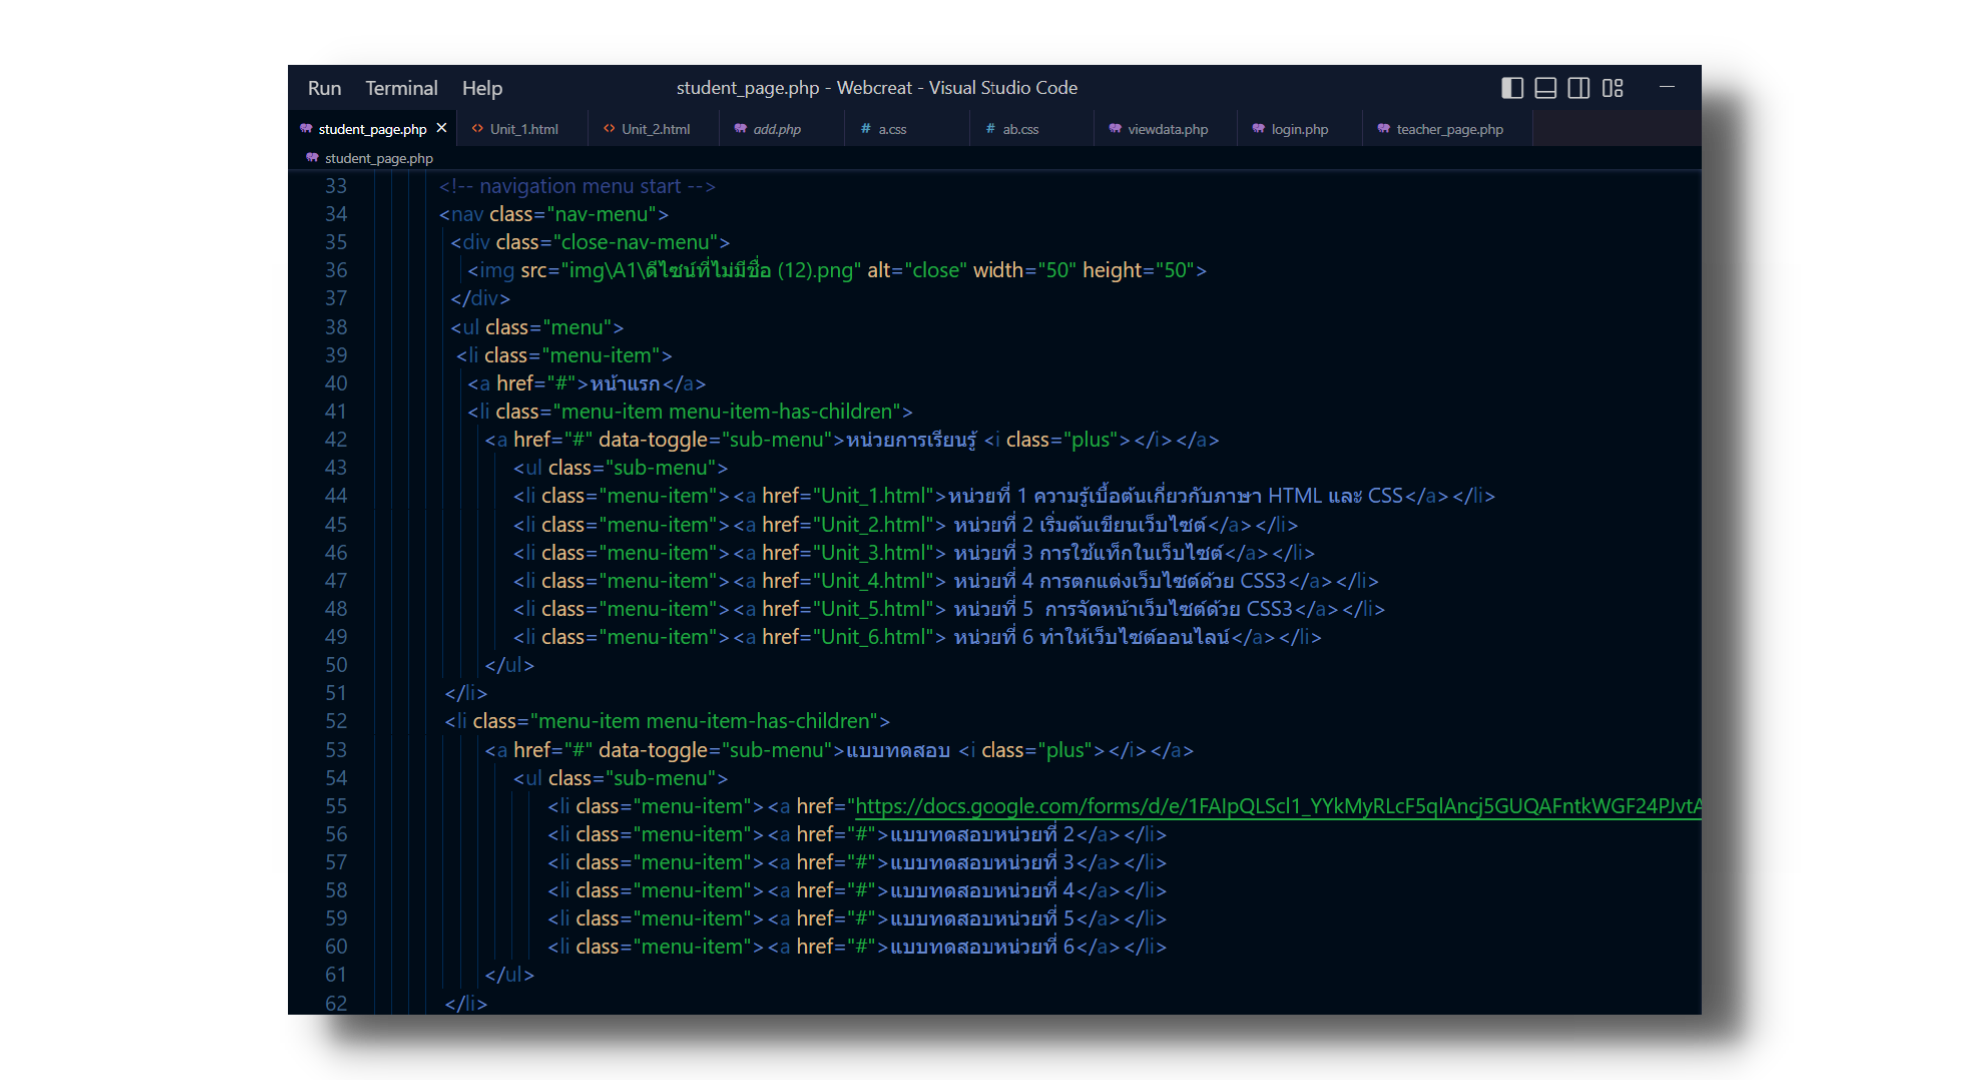 Run Terminal Help student_page.php - Webcreat - Visual Studio Code
student_page.php Unit_1.html Unit_2.html add.php # a.css # ab.css viewdata.php login.php teacher_page.php
student_page.php
33 <!-- navigation menu start -->
34 <nav class="nav-menu">
35 <div class="close-nav-menu">
36 <img src="img\A1\ดีไซน์ที่ไม่มีชื่อ (12).png" alt="close" width="50" height="50">
37 </div>
38 <ul class="menu">
39 <li class="menu-item">
40 <a href="#">หน้าแรก</a>
41 <li class="menu-item menu-item-has-children">
42 <a href="#" data-toggle="sub-menu">หน่วยการเรียนรู้ <i class="plus"></i></a>
43 <ul class="sub-menu">
44 <li class="menu-item"><a href="Unit_1.html">หน่วยที่ 1 ความรู้เบื้อต้นเกี่ยวกับภาษา HTML และ CSS</a></li>
45 <li class="menu-item"><a href="Unit_2.html"> หน่วยที่ 2 เริ่มต้นเขียนเว็บไซต์</a></li>
46 <li class="menu-item"><a href="Unit_3.html"> หน่วยที่ 3 การใช้แท็กในเว็บไซต์</a></li>
47 <li class="menu-item"><a href="Unit_4.html"> หน่วยที่ 4 การตกแต่งเว็บไซต์ด้วย CSS3</a></li>
48 <li class="menu-item"><a href="Unit_5.html"> หน่วยที่ 5  การจัดหน้าเว็บไซต์ด้วย CSS3</a></li>
49 <li class="menu-item"><a href="Unit_6.html"> หน่วยที่ 6 ทำให้เว็บไซต์ออนไลน์</a></li>
50 </ul>
51 </li>
52 <li class="menu-item menu-item-has-children">
53 <a href="#" data-toggle="sub-menu">แบบทดสอบ <i class="plus"></i></a>
54 <ul class="sub-menu">
55 <li class="menu-item"><a href="https://docs.google.com/forms/d/e/1FAIpQLScl1_YYkMyRLcF5qlAncj5GUQAFntkWGF24PJvtA
56 <li class="menu-item"><a href="#">แบบทดสอบหน่วยที่ 2</a></li>
57 <li class="menu-item"><a href="#">แบบทดสอบหน่วยที่ 3</a></li>
58 <li class="menu-item"><a href="#">แบบทดสอบหน่วยที่ 4</a></li>
59 <li class="menu-item"><a href="#">แบบทดสอบหน่วยที่ 5</a></li>
60 <li class="menu-item"><a href="#">แบบทดสอบหน่วยที่ 6</a></li>
61 </ul>
62 </li>